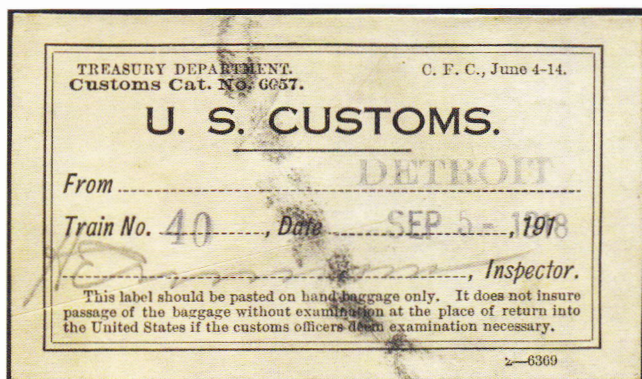 TREASURY DEPARTMENT. C. F. C., June 4-14.
Customs Cat. No. 6057.
U. S. CUSTOMS.
From DETROIT
Train No. 40, Date SEP 5 - 1918, 191
, Inspector.
This label should be pasted on hand baggage only. It does not insure
passage of the baggage without examination at the place of return into
the United States if the customs officers deem examination necessary.
2—6369